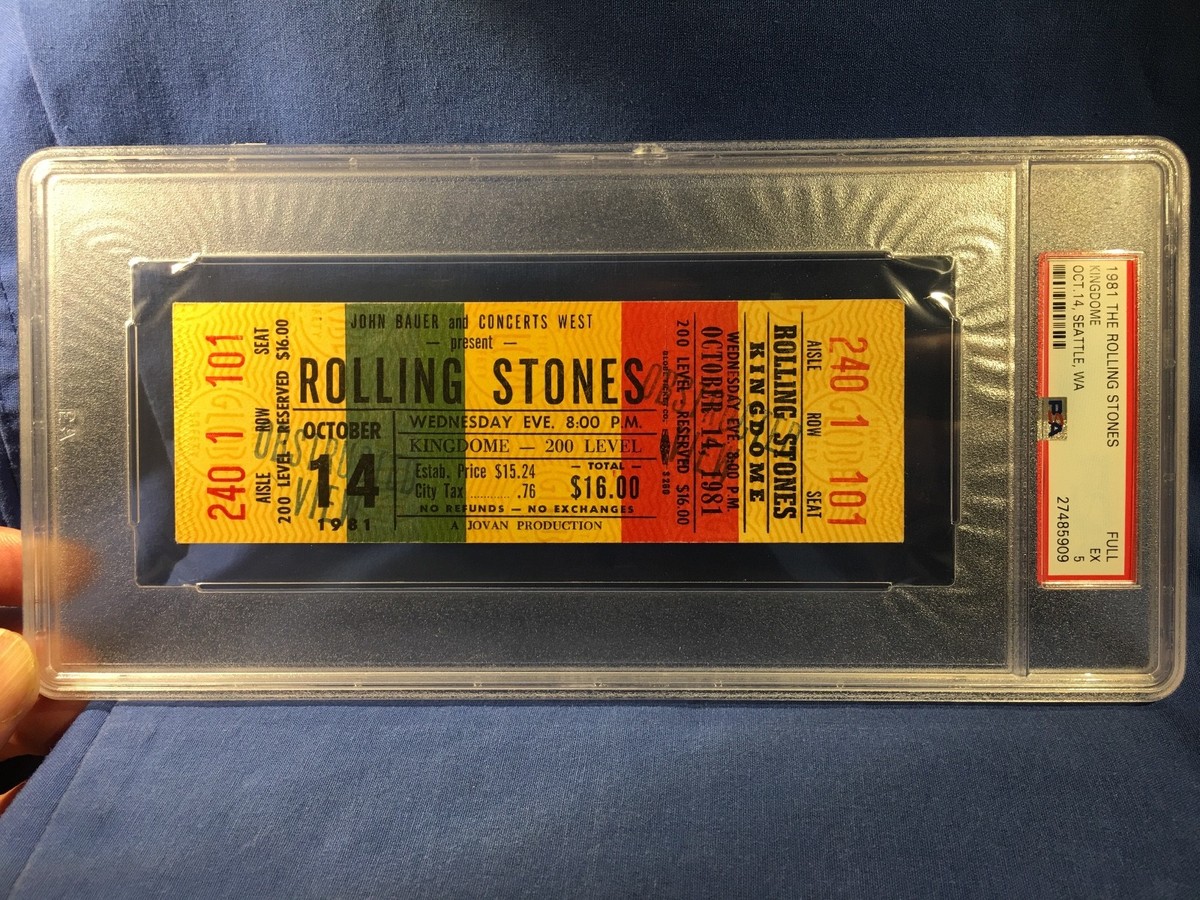 240 1 101
AISLE ROW SEAT
200 LEVEL - RESERVED $16.00
JOHN BAUER and CONCERTS WEST
— present —
ROLLING STONES
OCTOBER
14
1981
WEDNESDAY EVE. 8:00 P.M.
KINGDOME — 200 LEVEL
Estab. Price $15.24
City Tax ............ .76
— TOTAL —
$16.00
NO REFUNDS — NO EXCHANGES
A JOVAN PRODUCTION
OBSTRUCTED
VIEW
200 LEVEL - RESERVED $16.00
OCTOBER 14, 1981
WEDNESDAY EVE. 8:00 P.M.
KINGDOME
ROLLING STONES
AISLE ROW SEAT
240 1 101
1981 THE ROLLING STONES
KINGDOME
OCT.14, SEATTLE, WA
FULL
EX
5
27485909
PSA